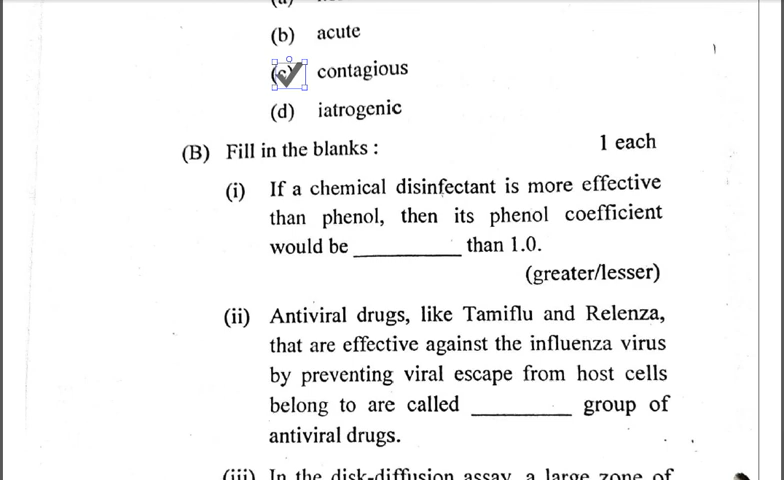 (b) acute
(c) contagious
(d) iatrogenic
(B) Fill in the blanks : 1 each
(i) If a chemical disinfectant is more effective
than phenol, then its phenol coefficient
would be __________ than 1.0.
(greater/lesser)
(ii) Antiviral drugs, like Tamiflu and Relenza,
that are effective against the influenza virus
by preventing viral escape from host cells
belong to are called __________ group of
antiviral drugs.
(iii) In the disk-diffusion assay, a large zone of